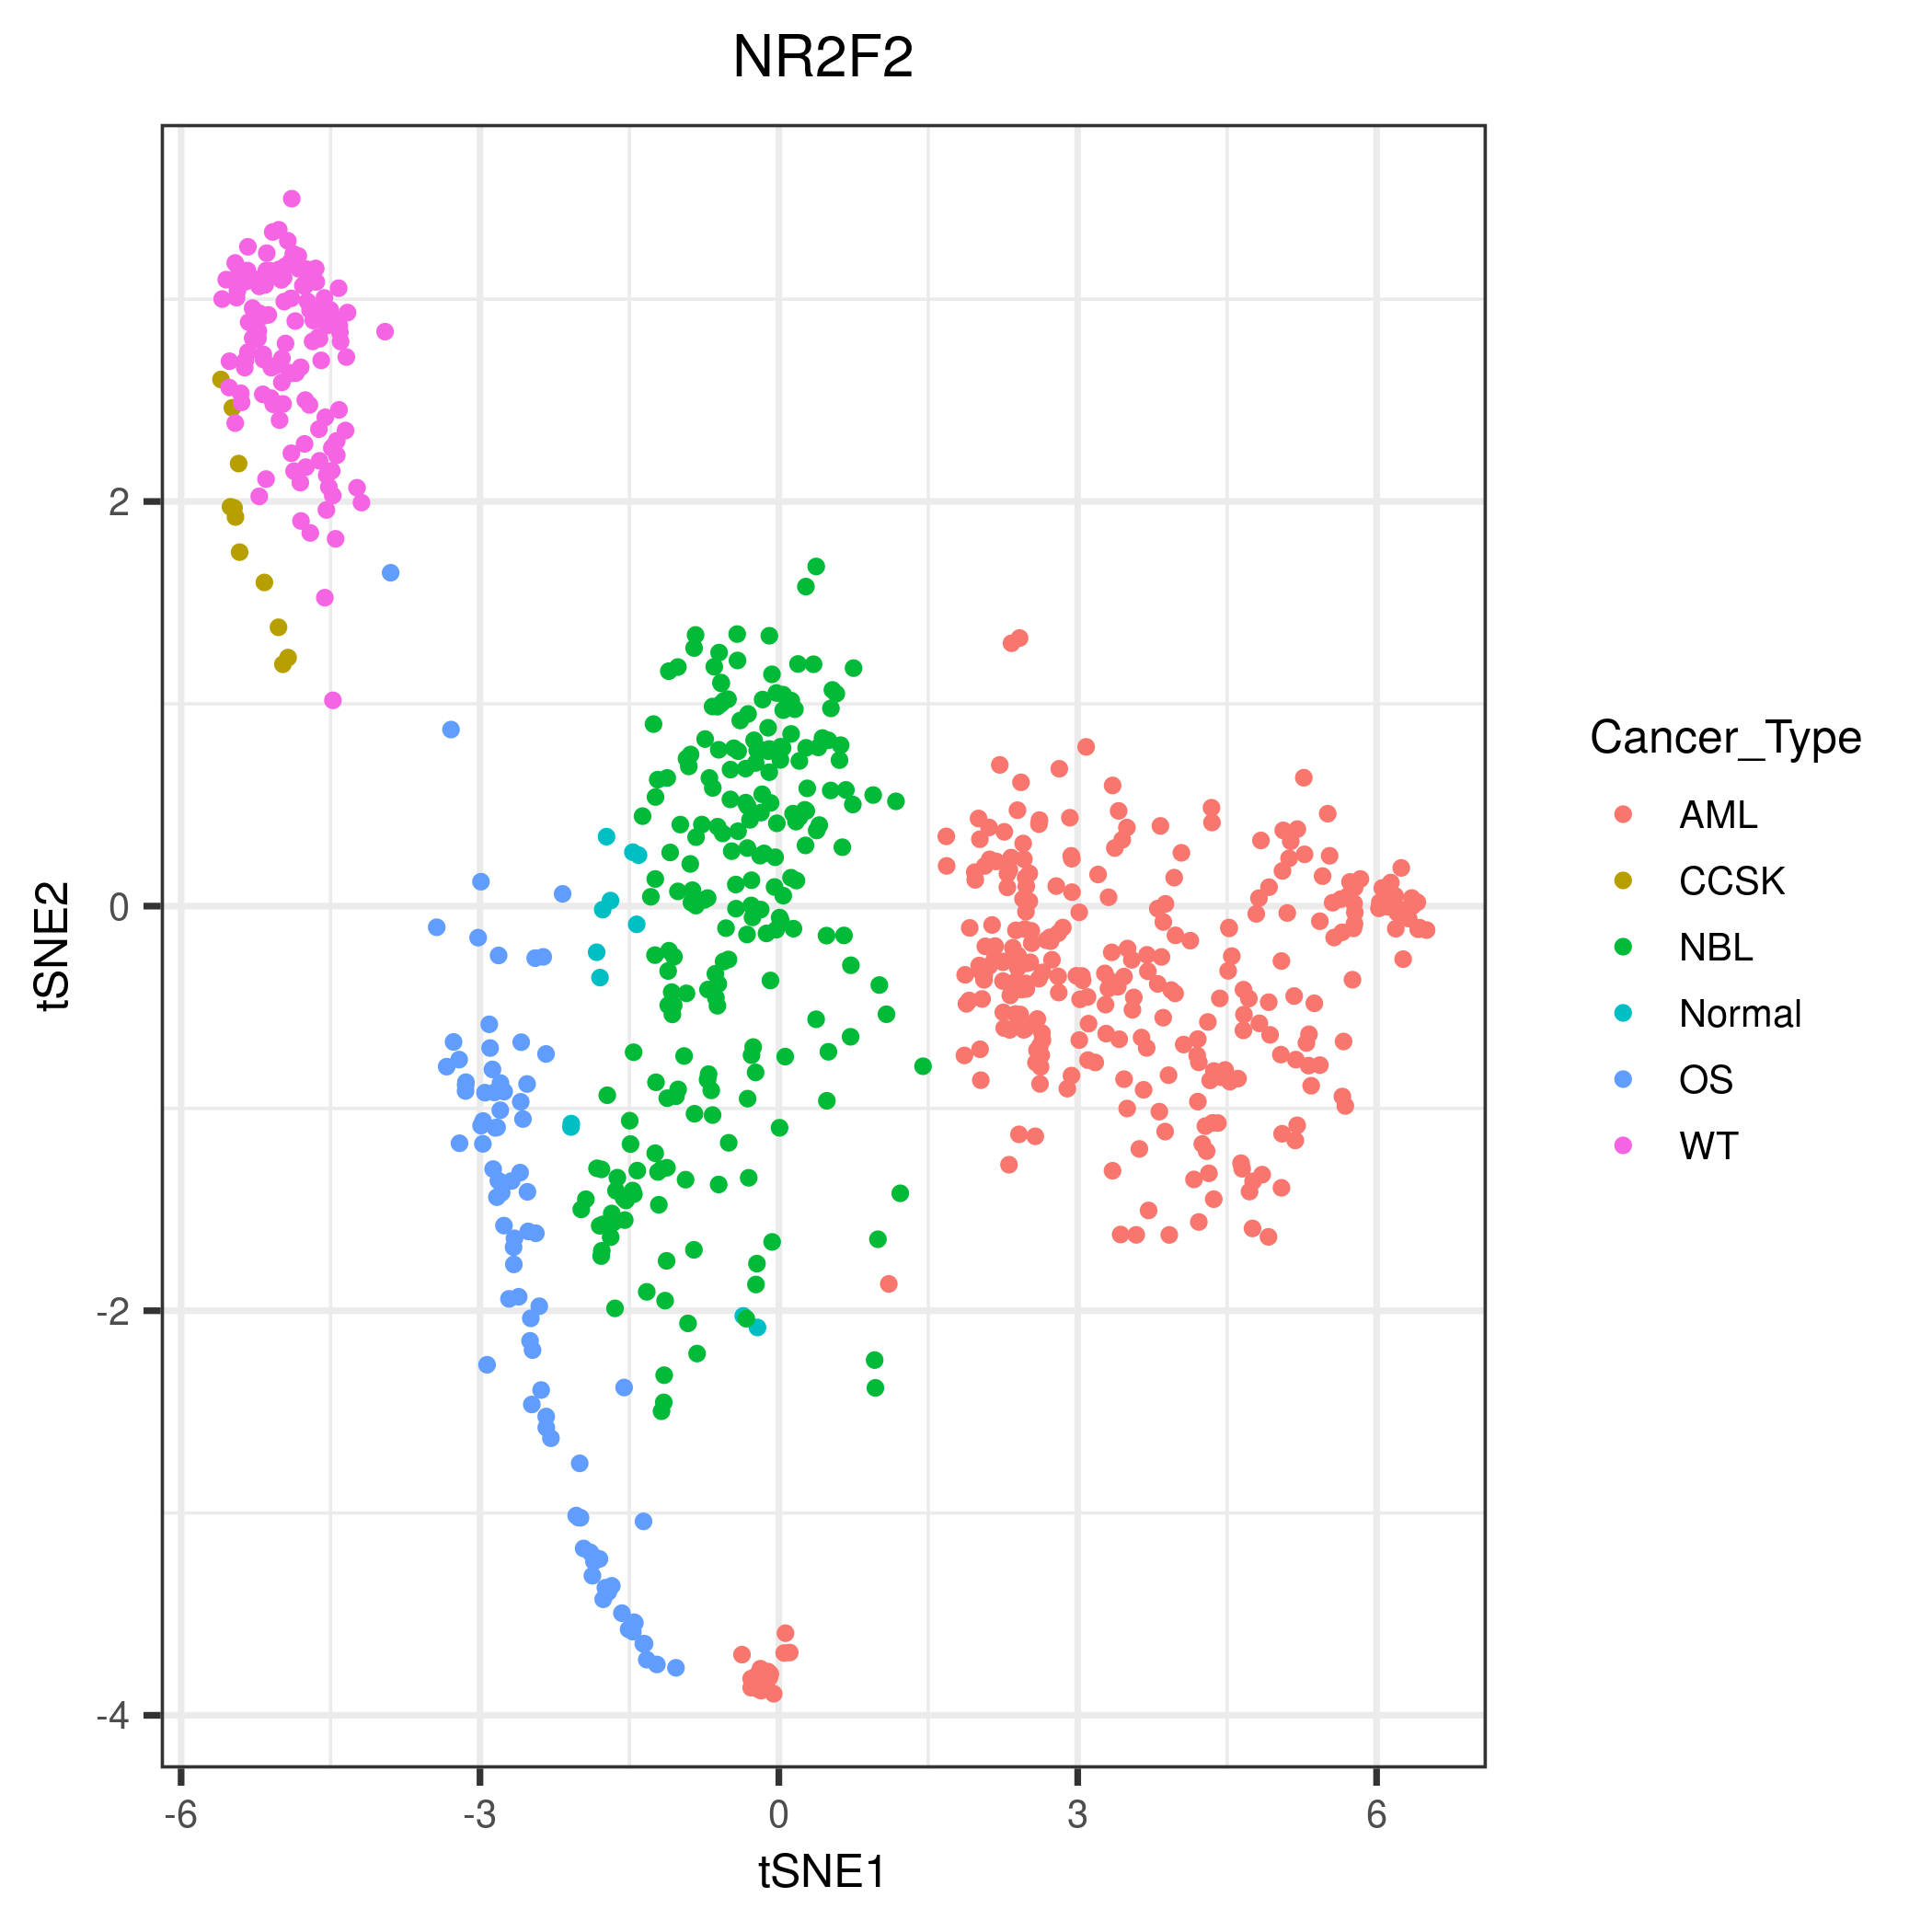 NR2F2
tSNE2
2
0
-2
-4
-6
-3
0
3
6
tSNE1
Cancer_Type
AML
CCSK
NBL
Normal
OS
WT